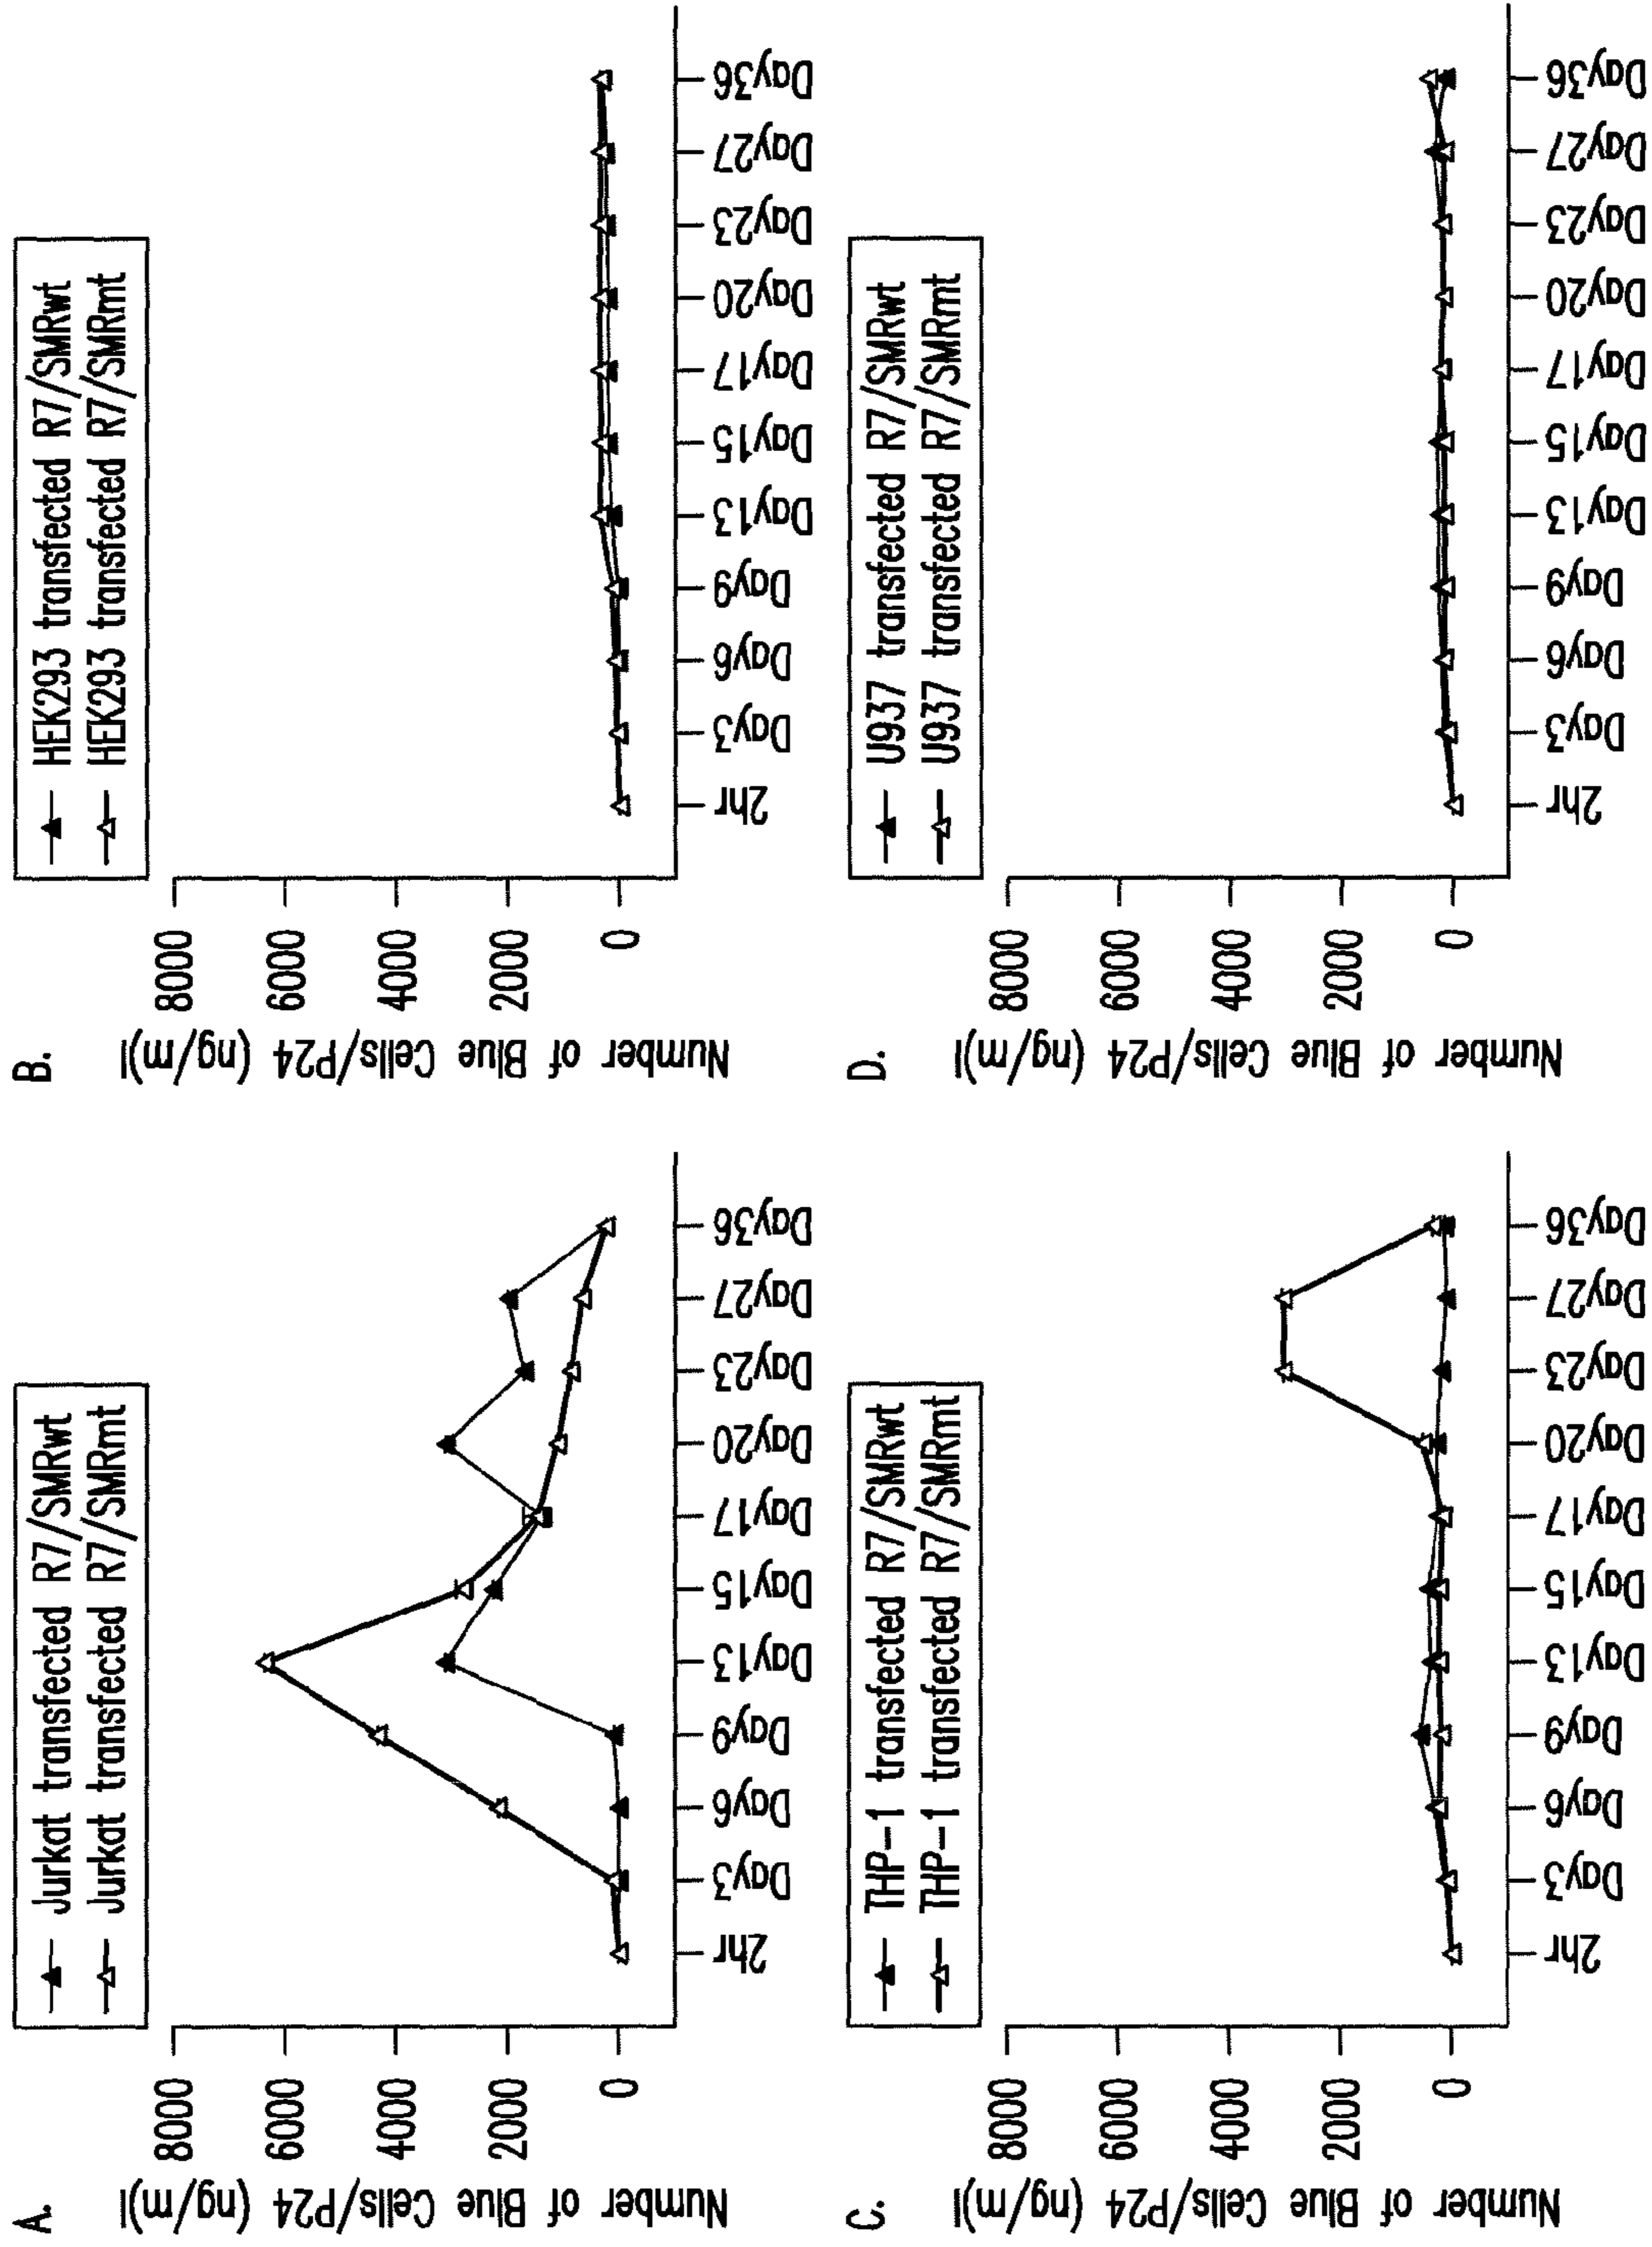 A.
Jurkat transfected R7/SMRwt
Jurkat transfected R7/SMRmt
Number of Blue Cells/P24 (ng/m)l
8000
6000
4000
2000
0
2hr
Day3
Day6
Day9
Day13
Day15
Day17
Day20
Day23
Day27
Day36
B.
HEK293 transfected R7/SMRwt
HEK293 transfected R7/SMRmt
Number of Blue Cells/P24 (ng/m)l
8000
6000
4000
2000
0
2hr
Day3
Day6
Day9
Day13
Day15
Day17
Day20
Day23
Day27
Day36
C.
THP-1 transfected R7/SMRwt
THP-1 transfected R7/SMRmt
Number of Blue Cells/P24 (ng/m)l
8000
6000
4000
2000
0
2hr
Day3
Day6
Day9
Day13
Day15
Day17
Day20
Day23
Day27
Day36
D.
U937 transfected R7/SMRwt
U937 transfected R7/SMRmt
Number of Blue Cells/P24 (ng/m)l
8000
6000
4000
2000
0
2hr
Day3
Day6
Day9
Day13
Day15
Day17
Day20
Day23
Day27
Day36